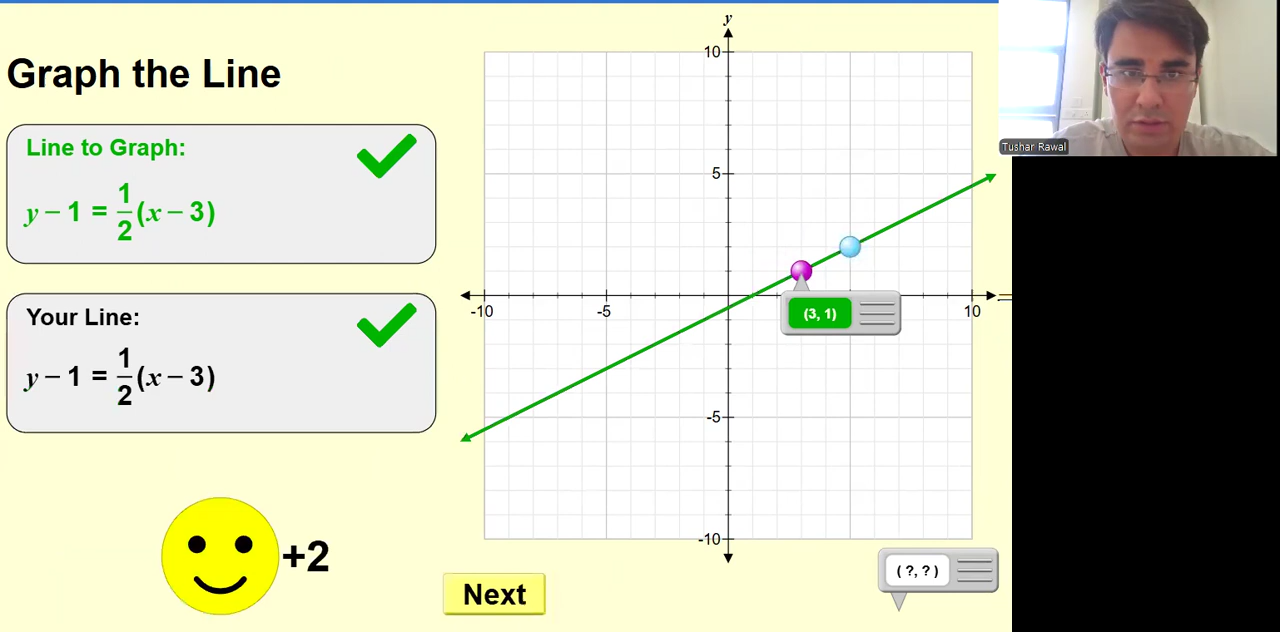 y
10
Graph the Line
Line to Graph:
y − 1 = 1/2(x − 3)
Tushar Rawal
5
Your Line:
y − 1 = 1/2(x − 3)
-10
-5
10
(3, 1)
-5
-10
+2
Next
( ?, ? )